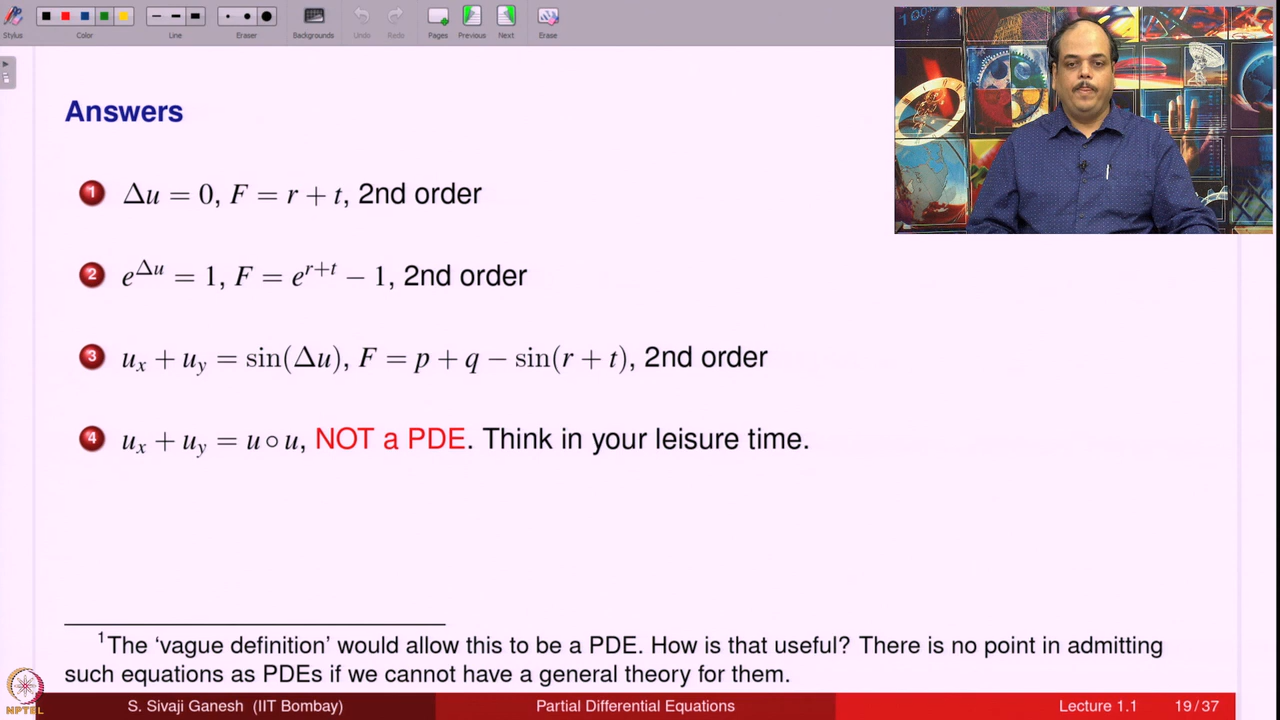 Stylus Color Line Eraser Backgrounds Undo Redo Pages Previous Next Erase
Answers
1 Δu = 0, F = r + t, 2nd order
2 e^{Δu} = 1, F = e^{r+t} − 1, 2nd order
3 u_x + u_y = sin(Δu), F = p + q − sin(r + t), 2nd order
4 u_x + u_y = u ∘ u, NOT a PDE. Think in your leisure time.
¹The ‘vague definition’ would allow this to be a PDE. How is that useful? There is no point in admitting
such equations as PDEs if we cannot have a general theory for them.
NPTEL
S. Sivaji Ganesh (IIT Bombay) Partial Differential Equations Lecture 1.1 19/37